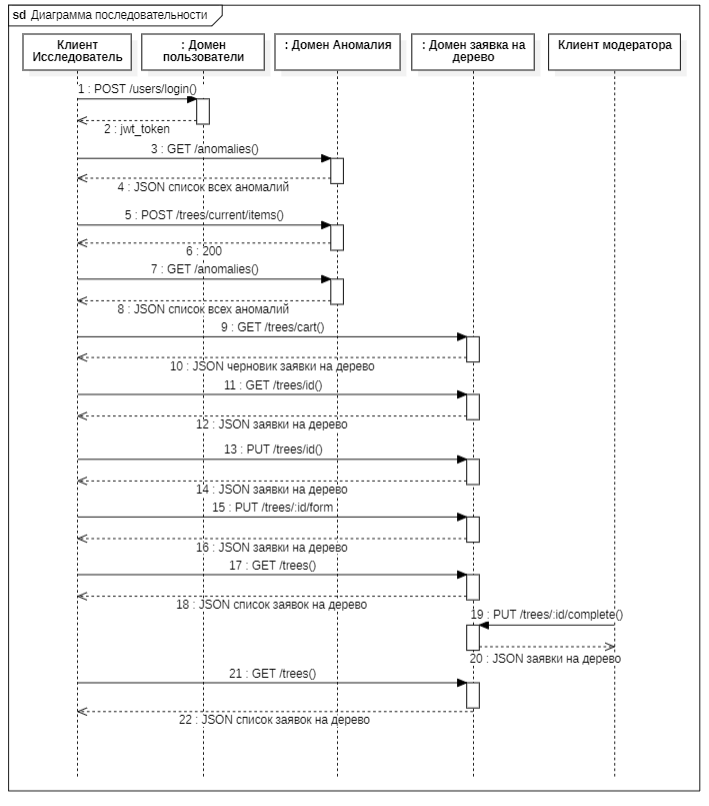 sd Диаграмма последовательности
Клиент
Исследователь
: Домен
пользователи
: Домен Аномалия
: Домен заявка на
дерево
Клиент модератора
1 : POST /users/login()
2 : jwt_token
3 : GET /anomalies()
4 : JSON список всех аномалий
5 : POST /trees/current/items()
6 : 200
7 : GET /anomalies()
8 : JSON список всех аномалий
9 : GET /trees/cart()
10 : JSON черновик заявки на дерево
11 : GET /trees/id()
12 : JSON заявки на дерево
13 : PUT /trees/id()
14 : JSON заявки на дерево
15 : PUT /trees/:id/form
16 : JSON заявки на дерево
17 : GET /trees()
18 : JSON список заявок на дерево
19 : PUT /trees/:id/complete()
20 : JSON заявки на дерево
21 : GET /trees()
22 : JSON список заявок на дерево